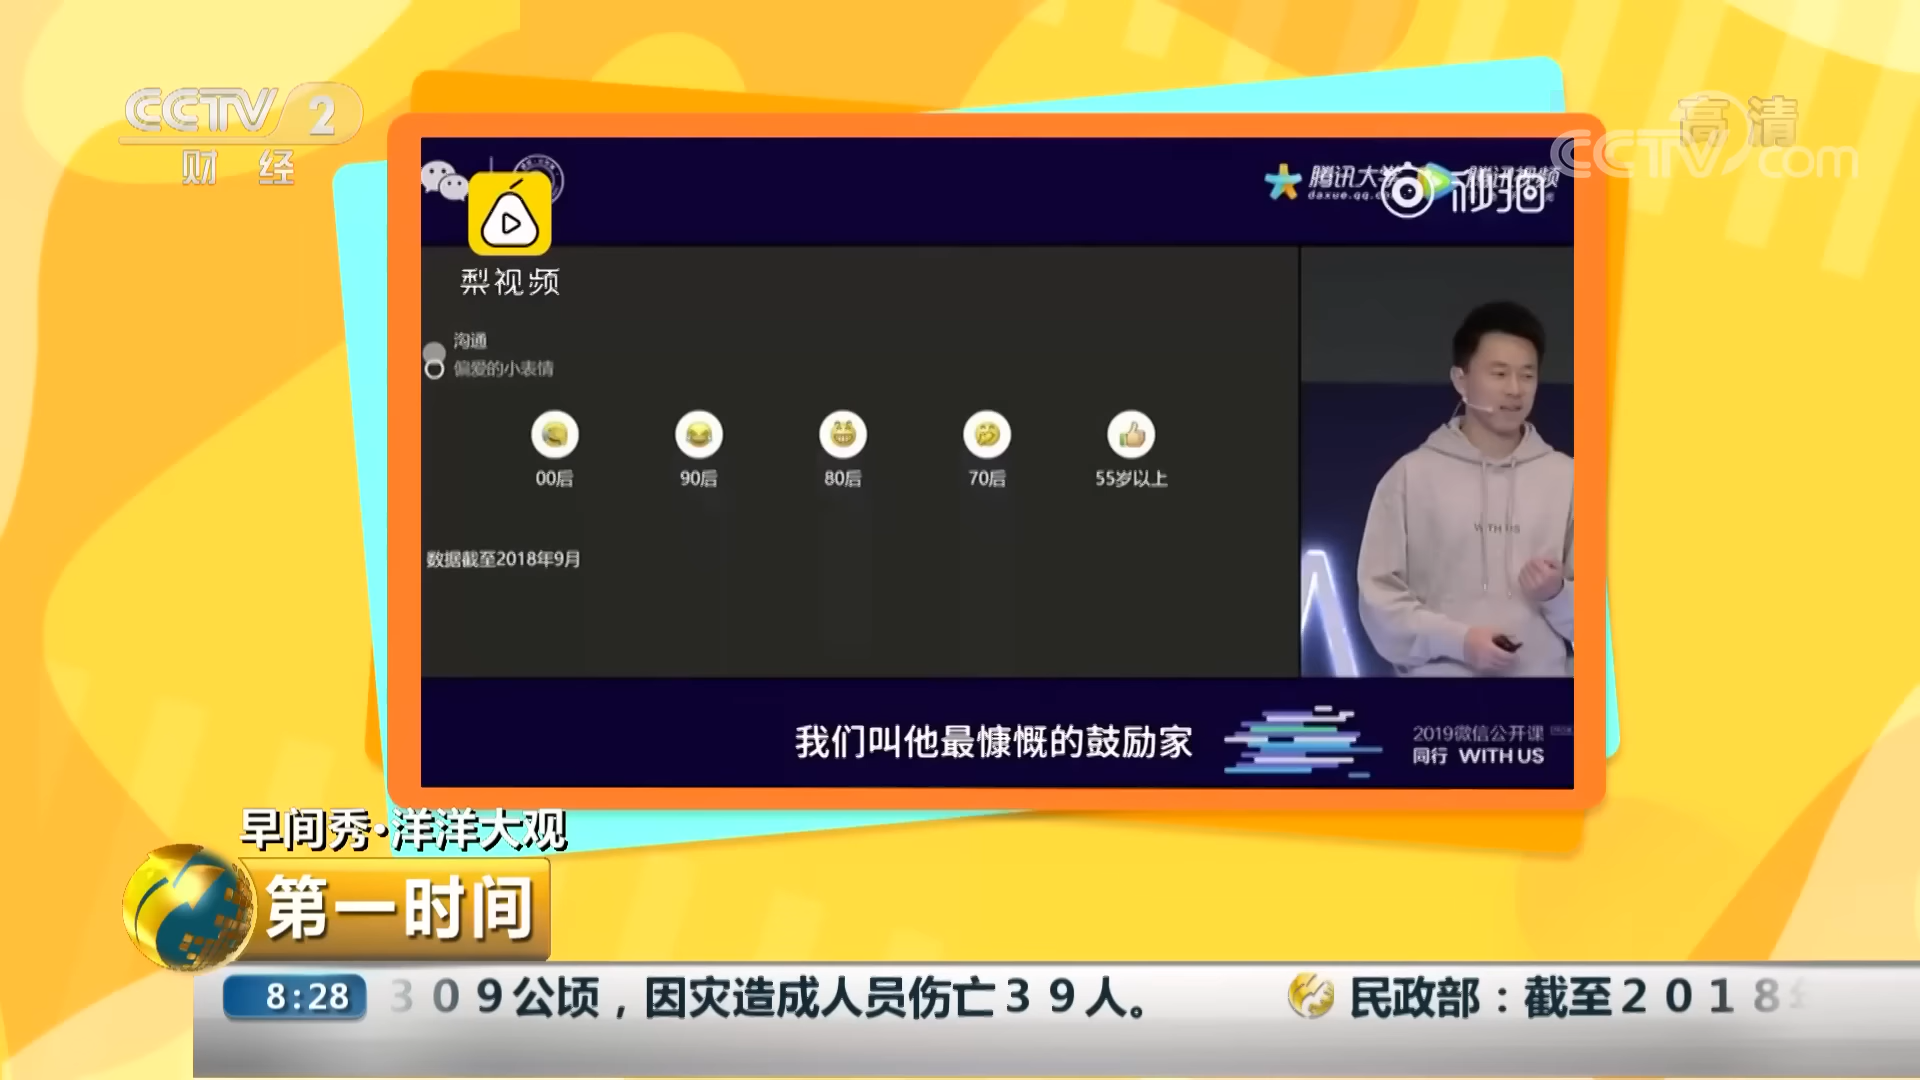 CCTV 2
财 经
高清
CCTV.com
腾讯大学
daxue.qq.co
秒拍
梨视频
沟通
偏爱的小表情
00后
90后
80后
70后
55岁以上
WITH US
数据截至2018年9月
我们叫他最慷慨的鼓励家
2019微信公开课
同行 WITH US
早间秀·洋洋大观
第一时间
8:28
309公顷，因灾造成人员伤亡39人。
民政部：截至2018